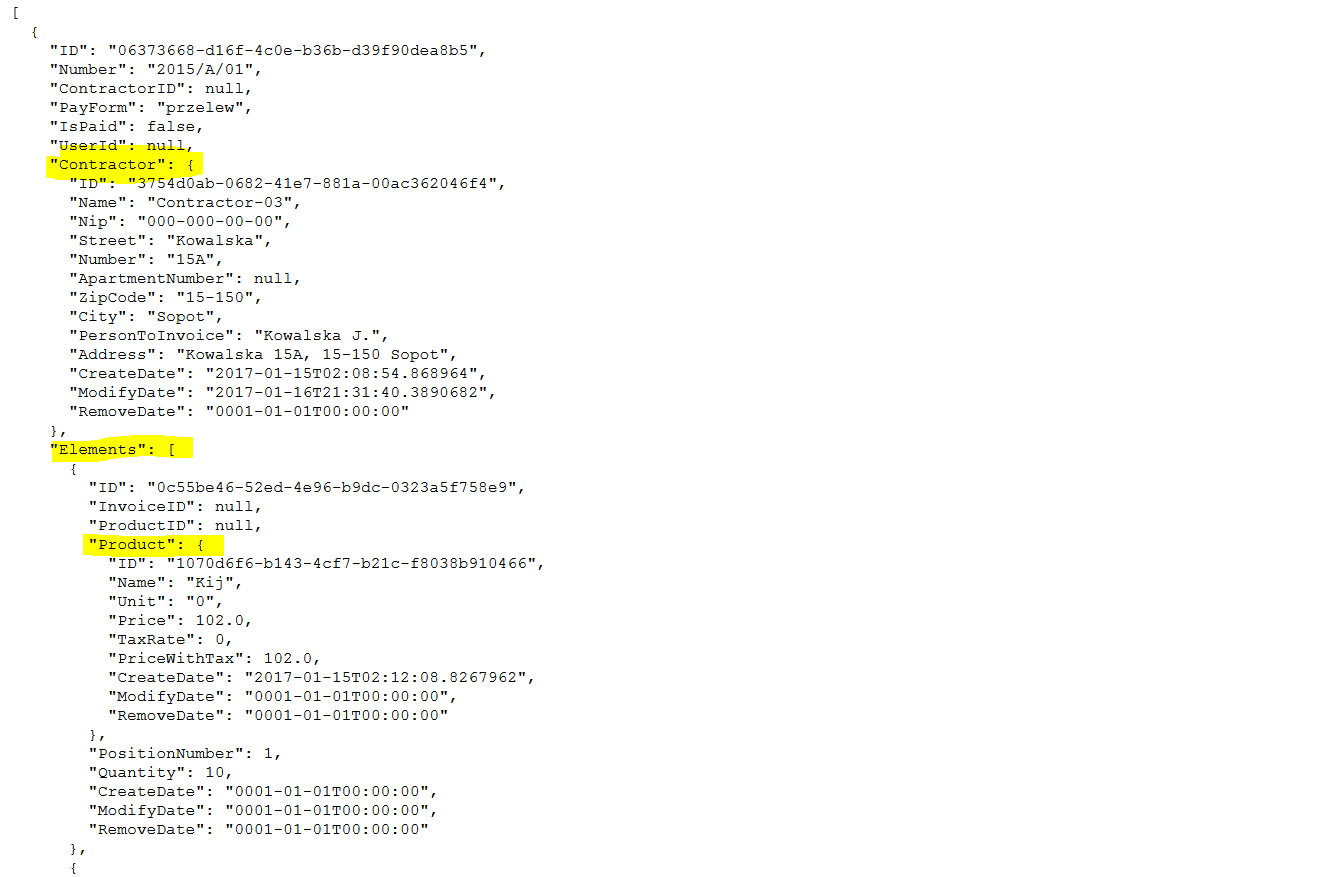 [
  {
    "ID": "06373668-d16f-4c0e-b36b-d39f90dea8b5",
    "Number": "2015/A/01",
    "ContractorID": null,
    "PayForm": "przelew",
    "IsPaid": false,
    "UserId": null,
    "Contractor": {
      "ID": "3754d0ab-0682-41e7-881a-00ac362046f4",
      "Name": "Contractor-03",
      "Nip": "000-000-00-00",
      "Street": "Kowalska",
      "Number": "15A",
      "ApartmentNumber": null,
      "ZipCode": "15-150",
      "City": "Sopot",
      "PersonToInvoice": "Kowalska J.",
      "Address": "Kowalska 15A, 15-150 Sopot",
      "CreateDate": "2017-01-15T02:08:54.868964",
      "ModifyDate": "2017-01-16T21:31:40.3890682",
      "RemoveDate": "0001-01-01T00:00:00"
    },
    "Elements": [
      {
        "ID": "0c55be46-52ed-4e96-b9dc-0323a5f758e9",
        "InvoiceID": null,
        "ProductID": null,
        "Product": {
          "ID": "1070d6f6-b143-4cf7-b21c-f8038b910466",
          "Name": "Kij",
          "Unit": "0",
          "Price": 102.0,
          "TaxRate": 0,
          "PriceWithTax": 102.0,
          "CreateDate": "2017-01-15T02:12:08.8267962",
          "ModifyDate": "0001-01-01T00:00:00",
          "RemoveDate": "0001-01-01T00:00:00"
        },
        "PositionNumber": 1,
        "Quantity": 10,
        "CreateDate": "0001-01-01T00:00:00",
        "ModifyDate": "0001-01-01T00:00:00",
        "RemoveDate": "0001-01-01T00:00:00"
      },
      {